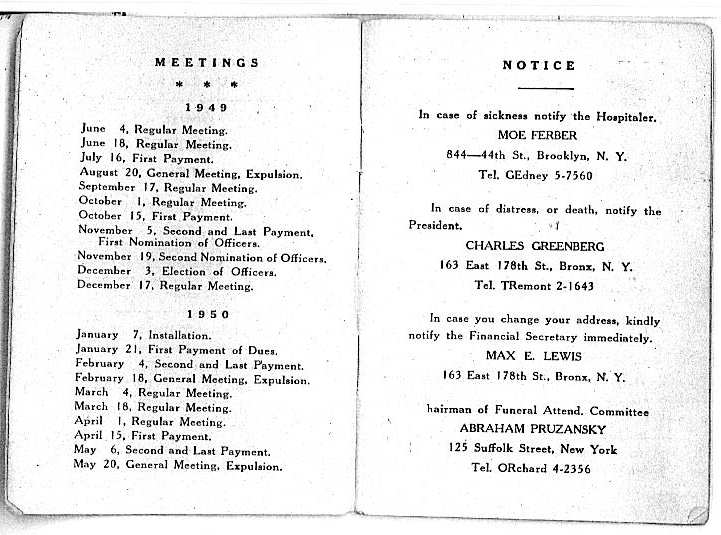 MEETINGS
* * *
1949
June 4, Regular Meeting.
June 18, Regular Meeting.
July 16, First Payment.
August 20, General Meeting, Expulsion.
September 17, Regular Meeting.
October 1, Regular Meeting.
October 15, First Payment.
November 5, Second and Last Payment,
First Nomination of Officers.
November 19, Second Nomination of Officers.
December 3, Election of Officers.
December 17, Regular Meeting.
1950
January 7, Installation.
January 21, First Payment of Dues.
February 4, Second and Last Payment.
February 18, General Meeting, Expulsion.
March 4, Regular Meeting.
March 18, Regular Meeting.
April 1, Regular Meeting.
April 15, First Payment.
May 6, Second and Last Payment.
May 20, General Meeting, Expulsion.
NOTICE
In case of sickness notify the Hospitaler.
MOE FERBER
844—44th St., Brooklyn, N. Y.
Tel. GEdney 5-7560
In case of distress, or death, notify the
President.
CHARLES GREENBERG
163 East 178th St., Bronx, N. Y.
Tel. TRemont 2-1643
In case you change your address, kindly
notify the Financial Secretary immediately.
MAX E. LEWIS
163 East 178th St., Bronx, N. Y.
hairman of Funeral Attend. Committee
ABRAHAM PRUZANSKY
125 Suffolk Street, New York
Tel. ORchard 4-2356